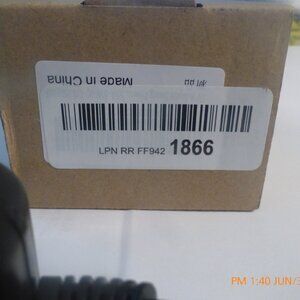 Made in China
LPN RR FF942 1866
PM 1:40 JUN/